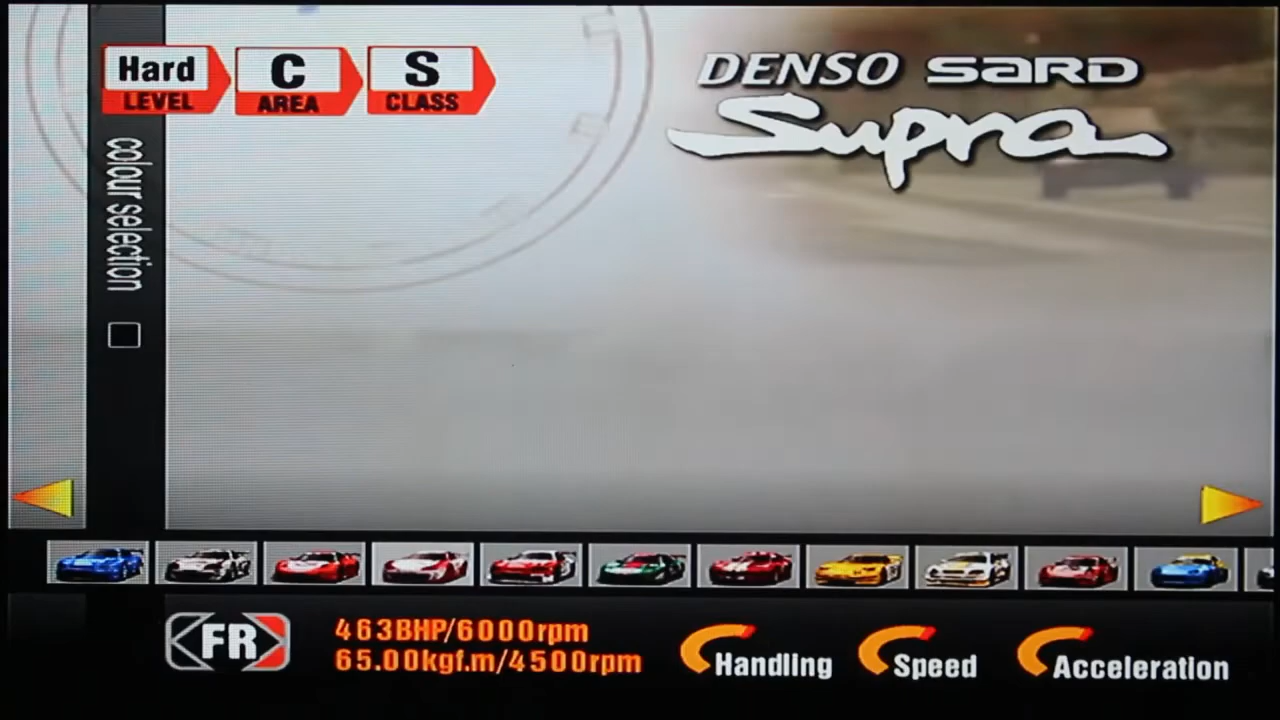 Hard
LEVEL
C
AREA
S
CLASS
DENSO SARD
Supra
colour selection
FR
463BHP/6000rpm
65.00kgf.m/4500rpm
Handling
Speed
Acceleration